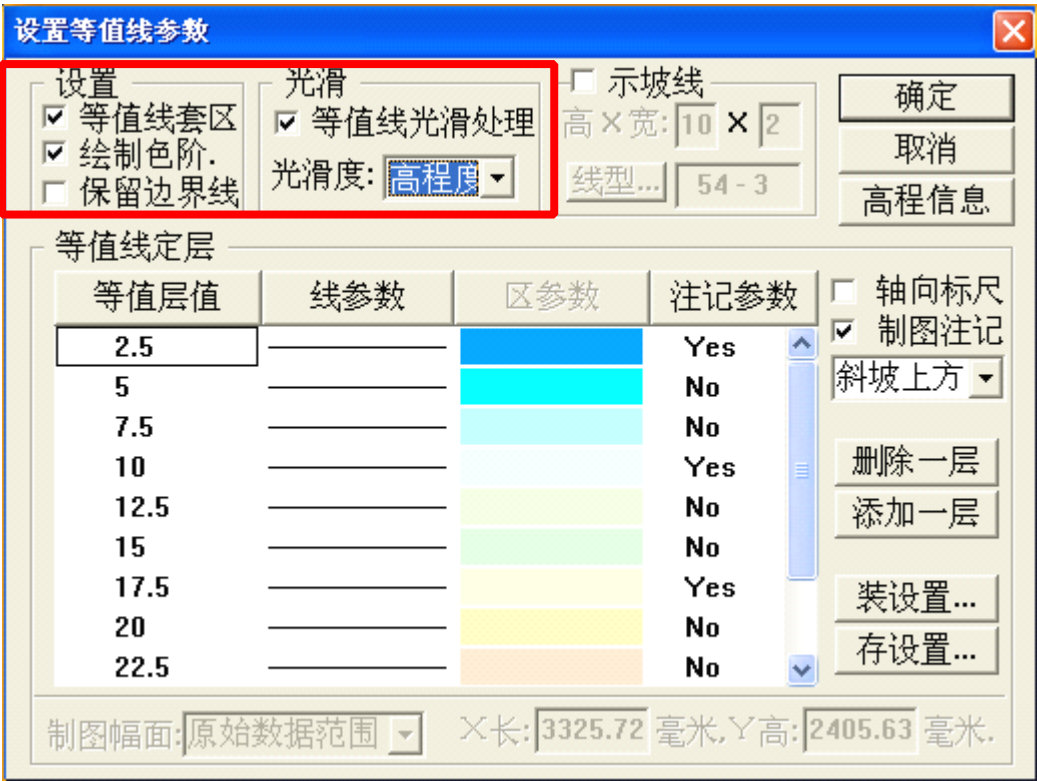 设置等值线参数
设置
等值线套区
绘制色阶.
保留边界线
光滑
等值线光滑处理
光滑度: 高程度
示坡线
高X宽: 10 X 2
线型... 54-3
确定
取消
高程信息
等值线定层
等值层值 线参数 区参数 注记参数
2.5 Yes
5 No
7.5 No
10 Yes
12.5 No
15 No
17.5 Yes
20 No
22.5 No
轴向标尺
制图注记
斜坡上方
删除一层
添加一层
装设置...
存设置...
制图幅面:原始数据范围 X长:3325.72 毫米,Y高:2405.63 毫米.